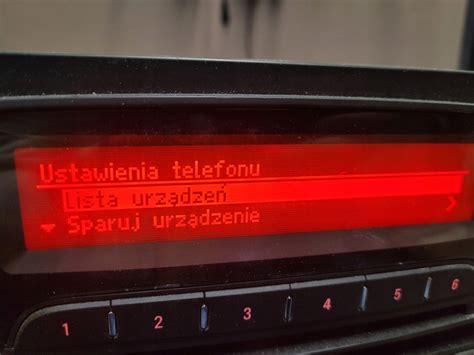 Ustawienia telefonu
Lista urządzeń
Sparuj urządzenie
1 2 3 4 5 6